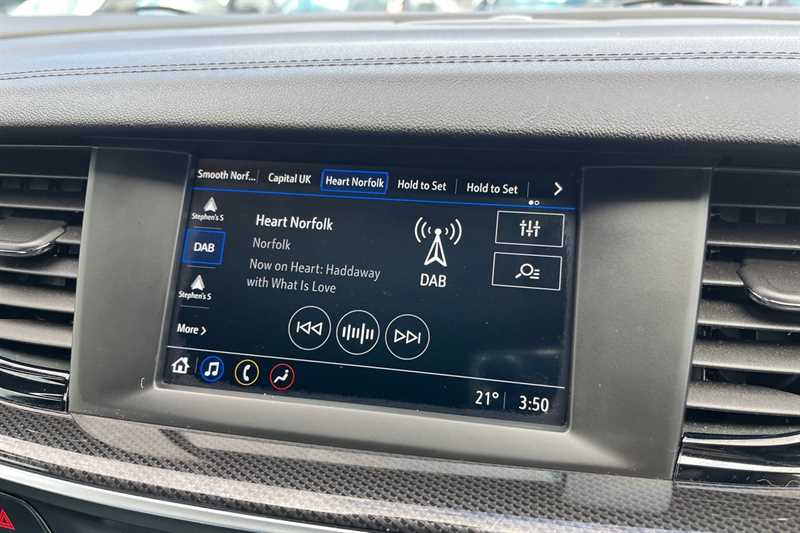 Smooth Norf...
Capital UK
Heart Norfolk
Hold to Set
Hold to Set
Stephen's S
DAB
Stephen's S
More
Heart Norfolk
Norfolk
Now on Heart: Haddaway
with What Is Love
DAB
21°
3:50